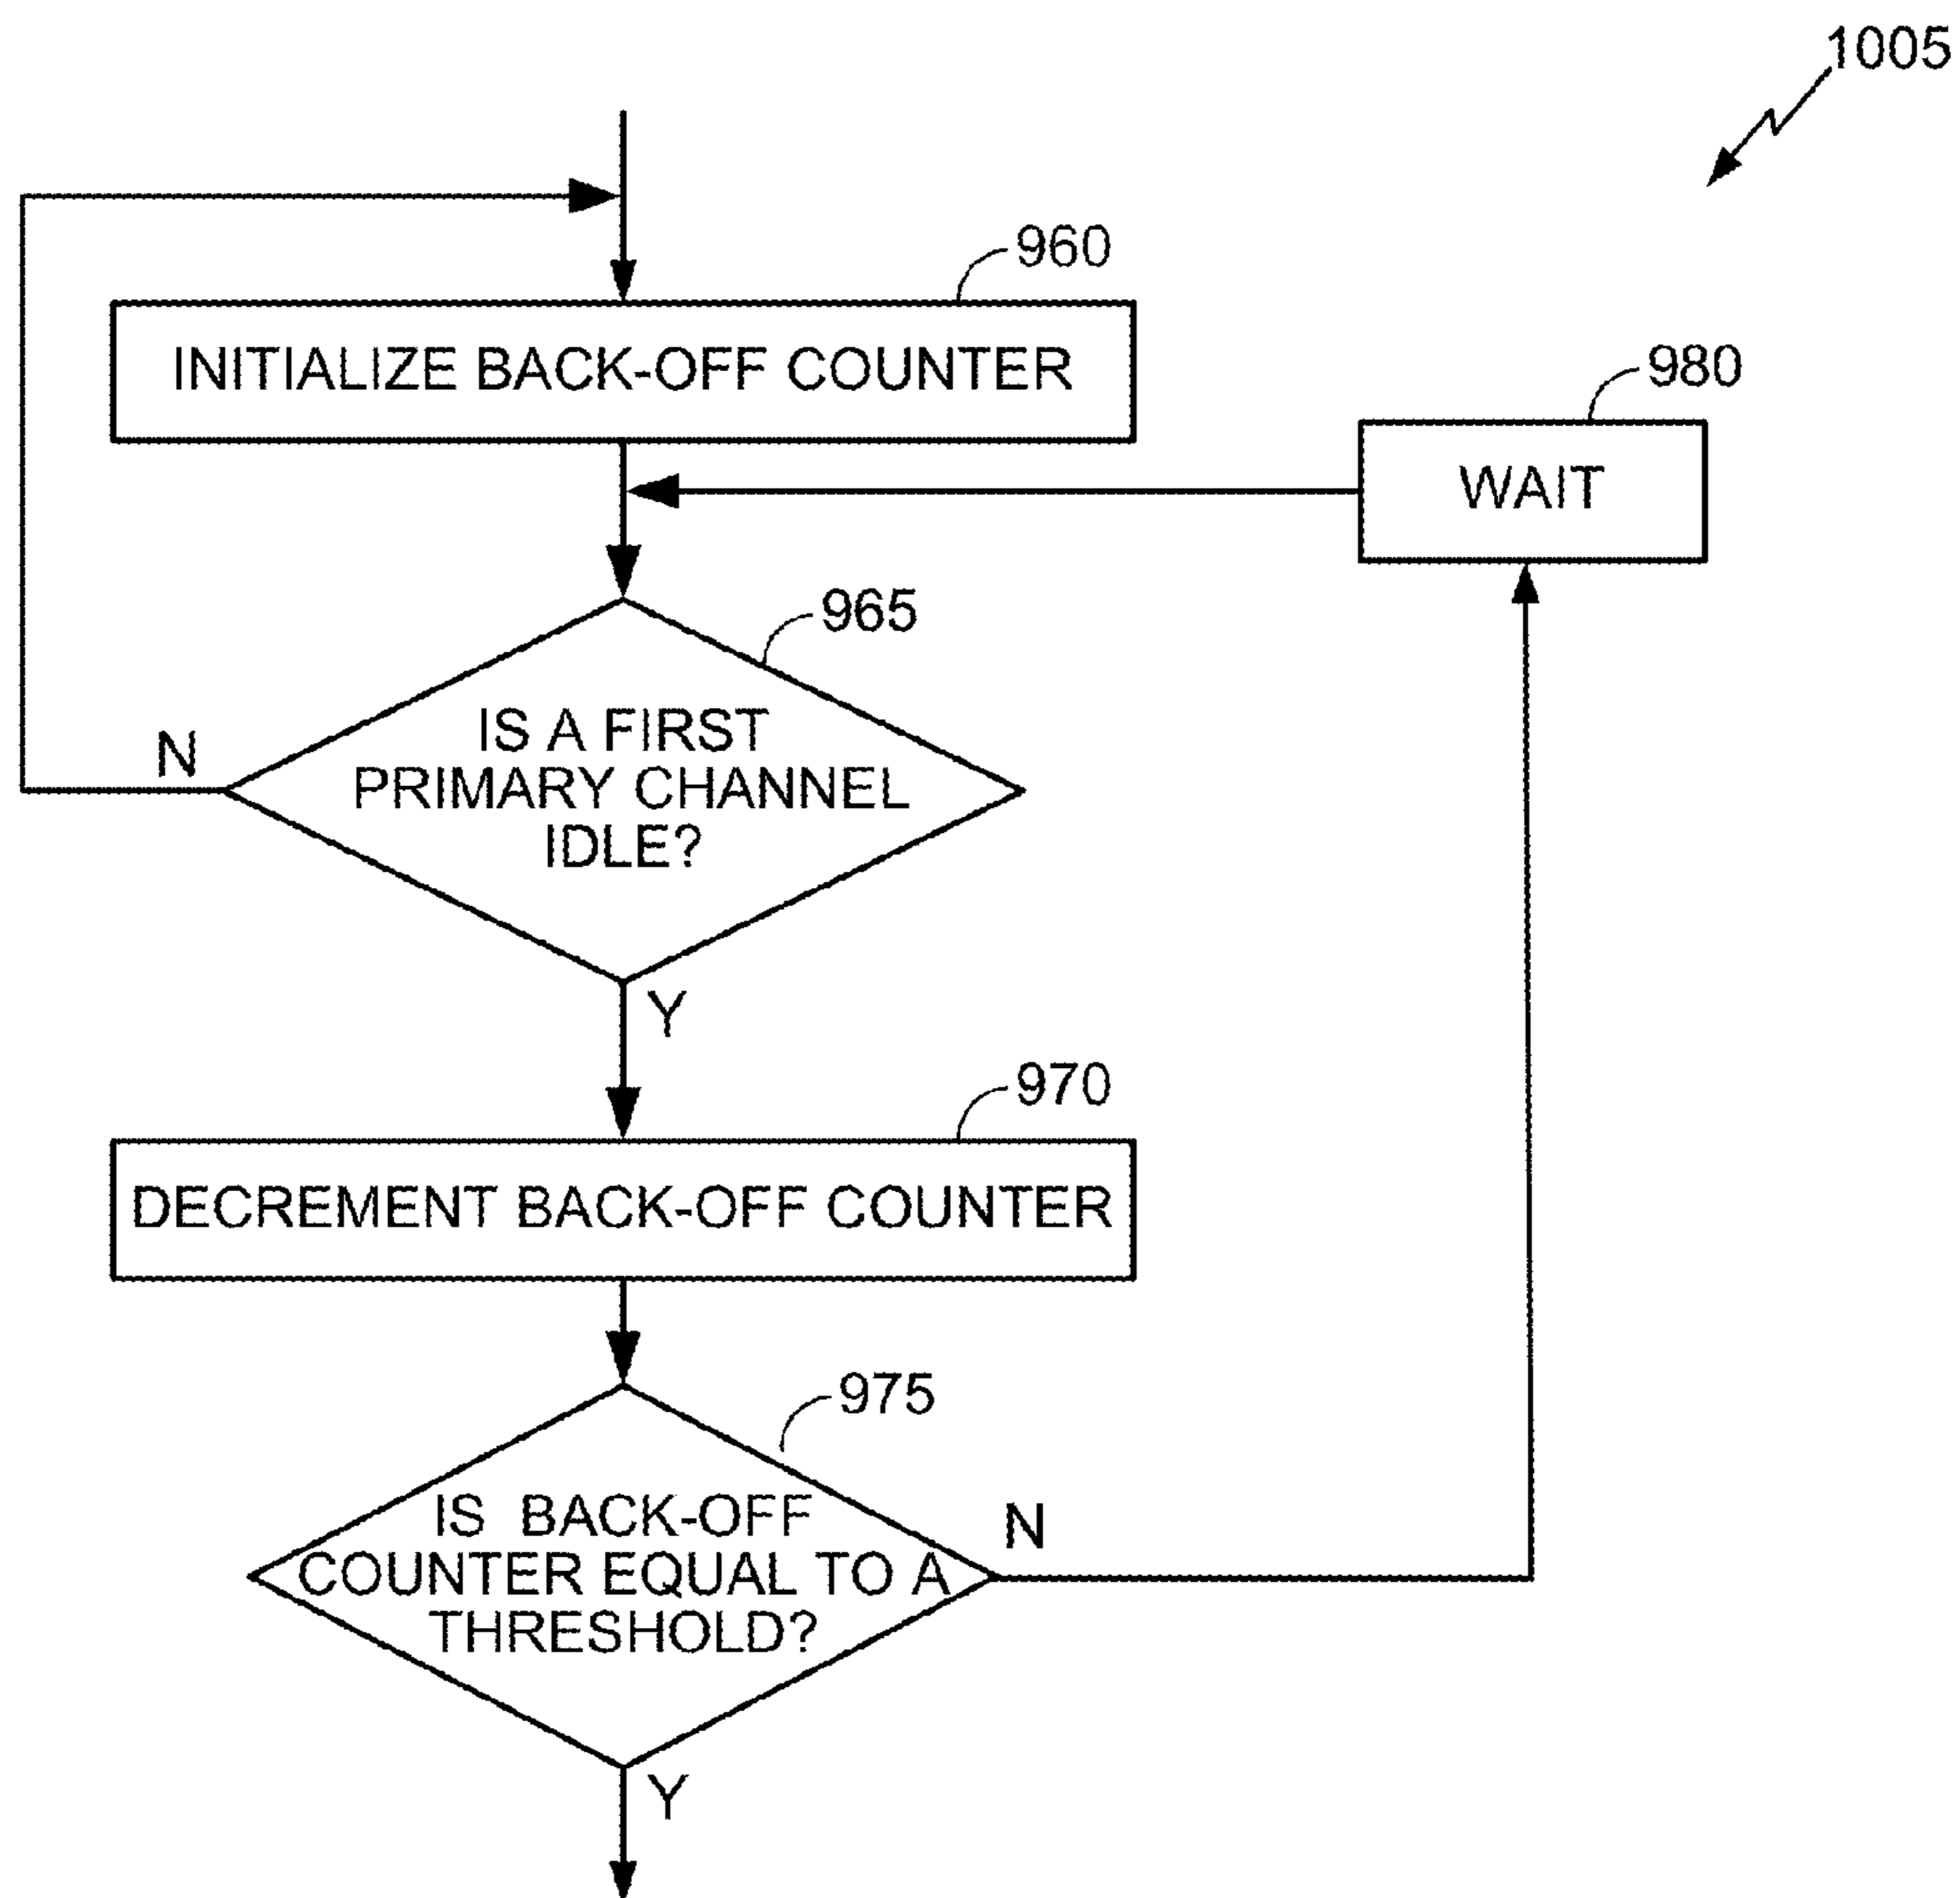 1005
960
INITIALIZE BACK-OFF COUNTER
980
WAIT
965
IS A FIRST
PRIMARY CHANNEL
IDLE?
N
Y
970
DECREMENT BACK-OFF COUNTER
975
IS BACK-OFF
COUNTER EQUAL TO A
THRESHOLD?
N
Y